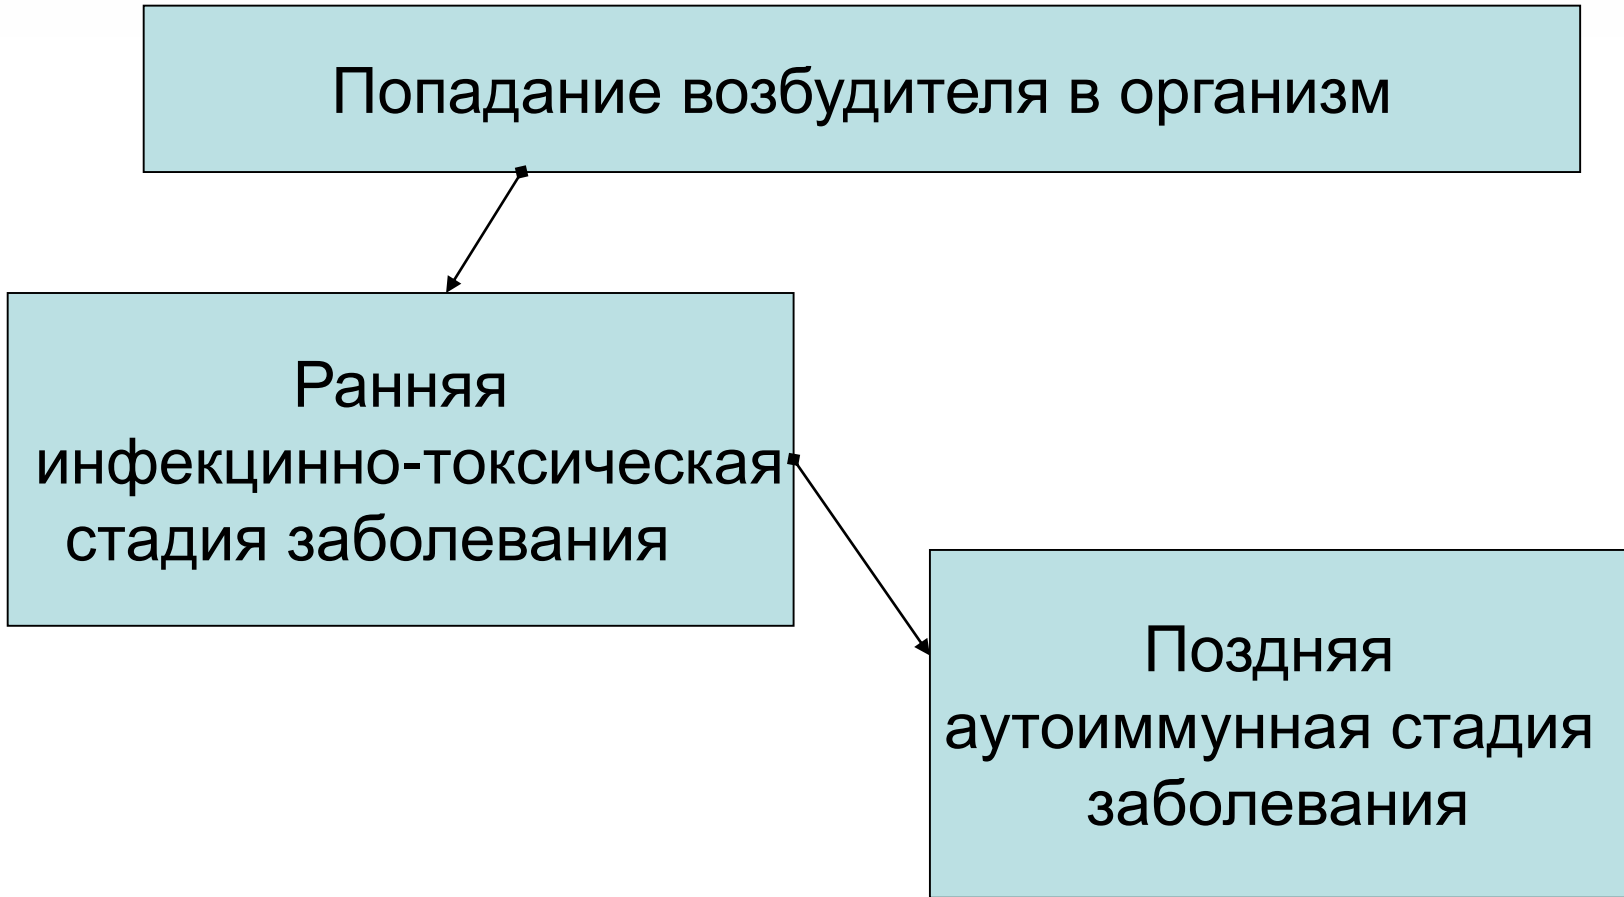 Попадание возбудителя в организм
Ранняя
инфекцинно-токсическая
стадия заболевания
Поздняя
аутоиммунная стадия
заболевания